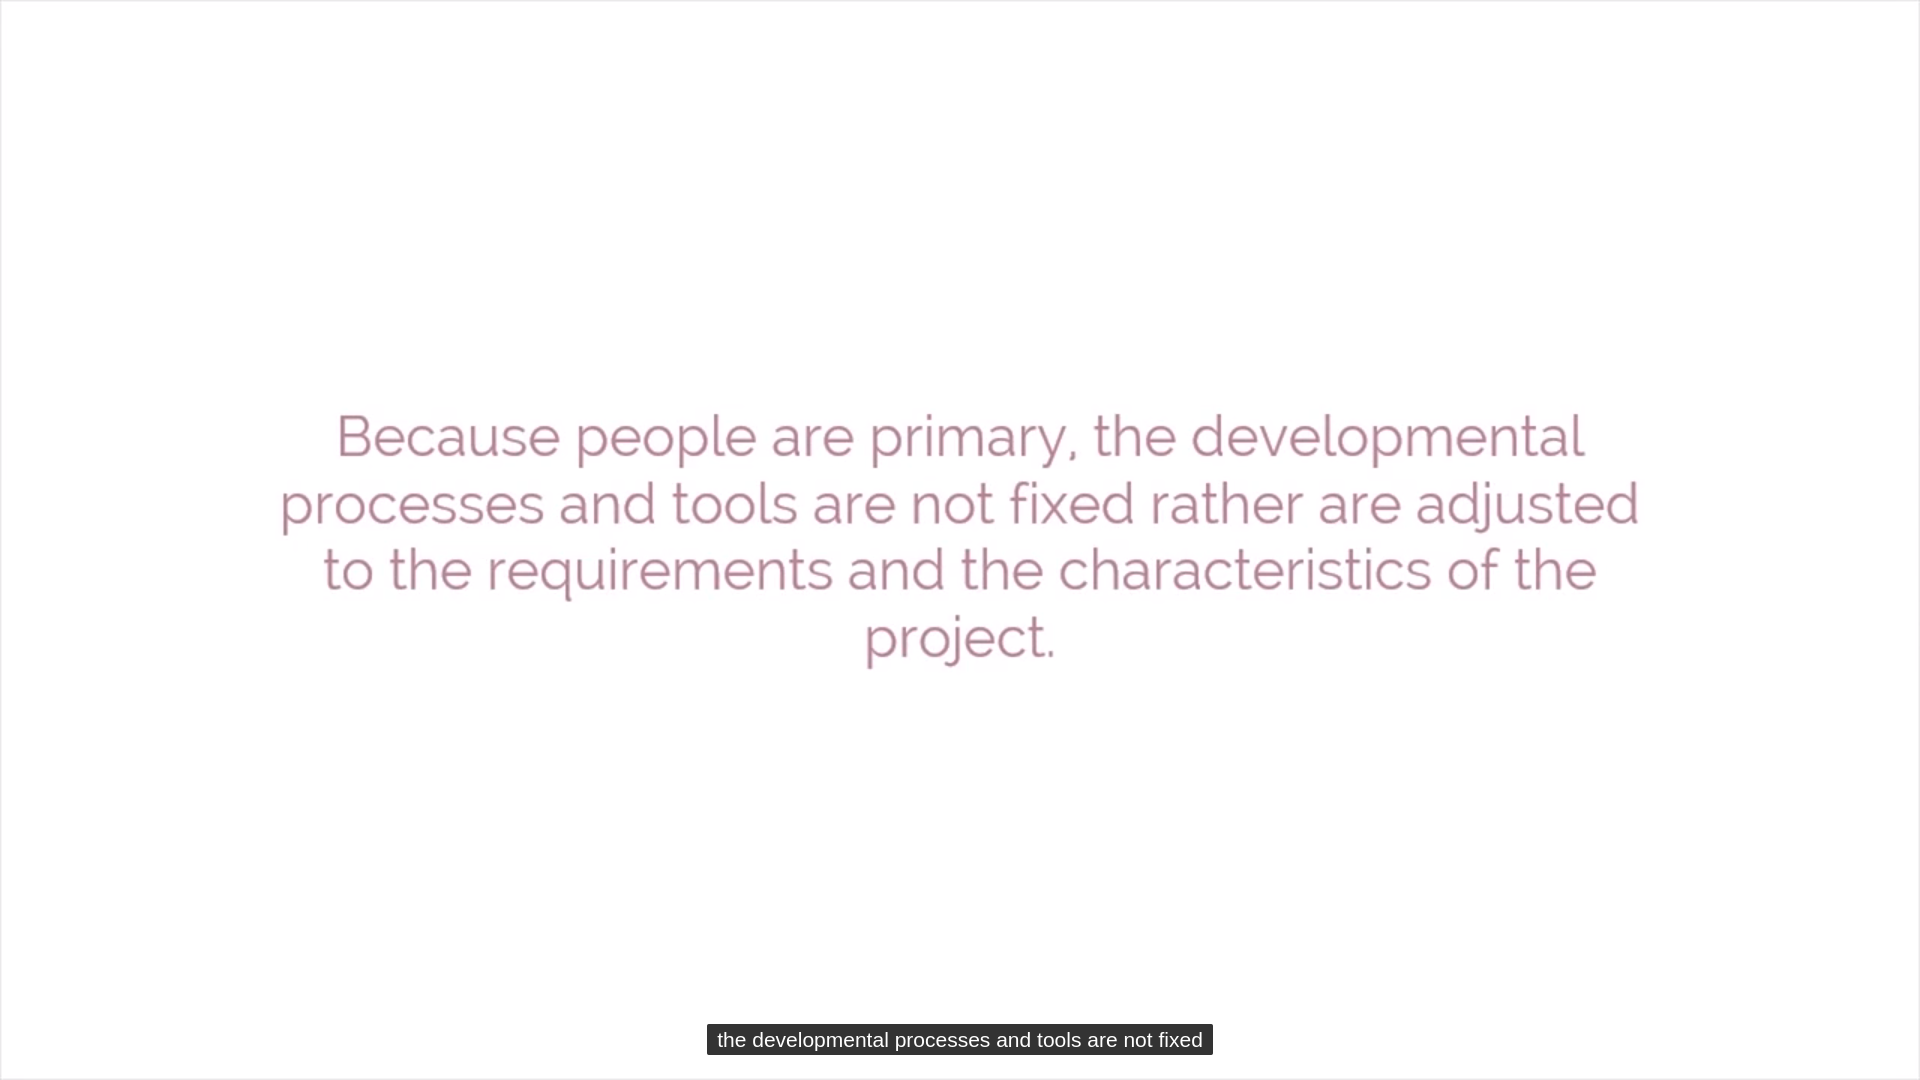 Because people are primary, the developmental
processes and tools are not fixed rather are adjusted
to the requirements and the characteristics of the
project.
the developmental processes and tools are not fixed